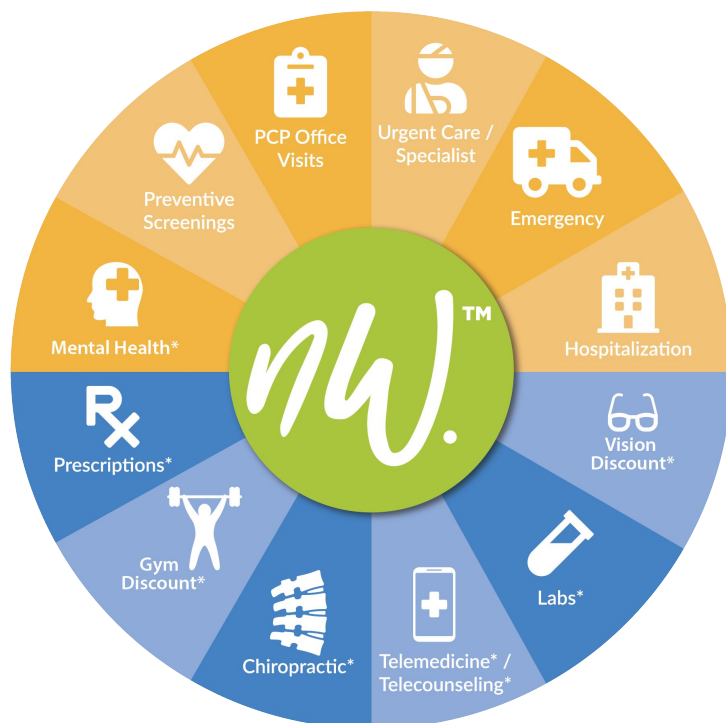 PCP Office
Visits
Urgent Care /
Specialist
Emergency
Hospitalization
Vision
Discount*
Labs*
Telemedicine* /
Telecounseling*
Chiropractic*
Gym
Discount*
Prescriptions*
Mental Health*
Preventive
Screenings
nW.™
Rx